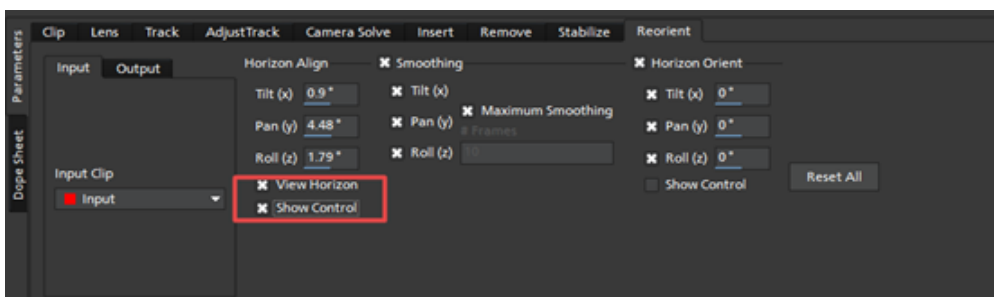 Parameters
Dope Sheet
Clip Lens Track AdjustTrack Camera Solve Insert Remove Stabilize Reorient
Input Output
Input Clip
Input
Horizon Align
Tilt (x) 0.9°
Pan (y) 4.48°
Roll (z) 1.79°
View Horizon
Show Control
Smoothing
Tilt (x)
Pan (y)
Roll (z)
Maximum Smoothing
# Frames
10
Horizon Orient
Tilt (x) 0°
Pan (y) 0°
Roll (z) 0°
Show Control
Reset All